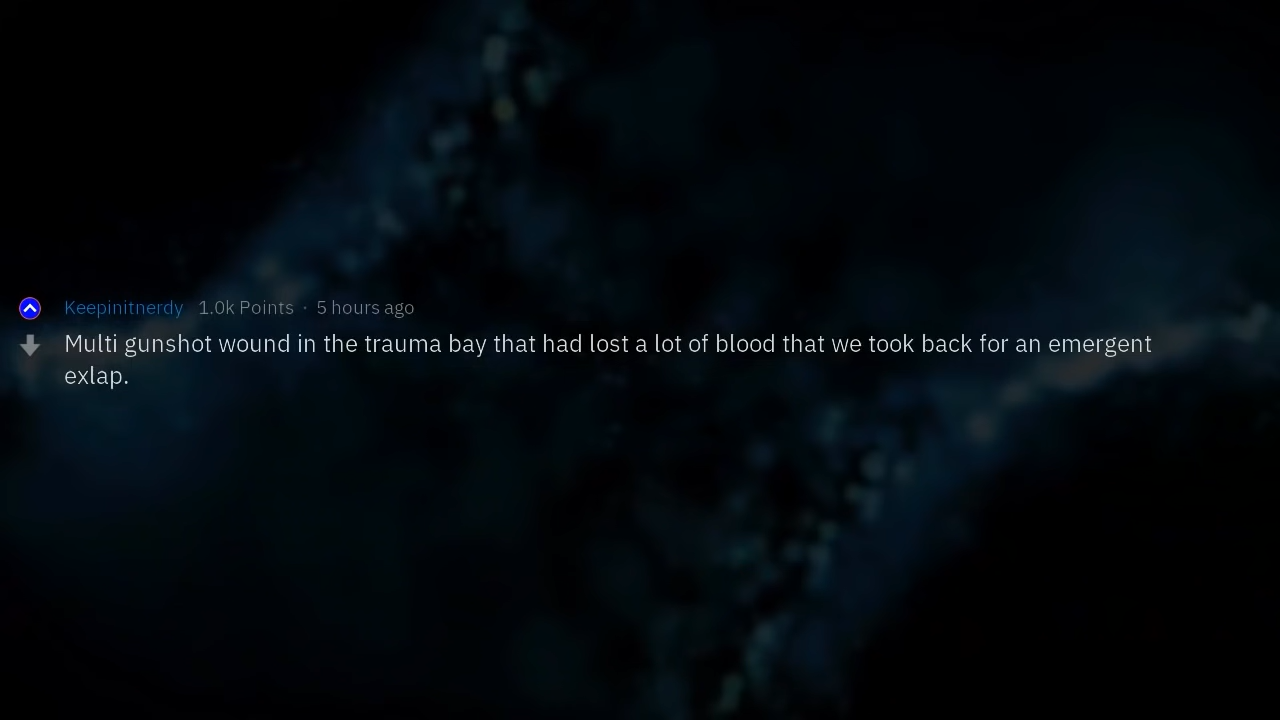 Keepinitnerdy 1.0k Points · 5 hours ago
Multi gunshot wound in the trauma bay that had lost a lot of blood that we took back for an emergent
exlap.